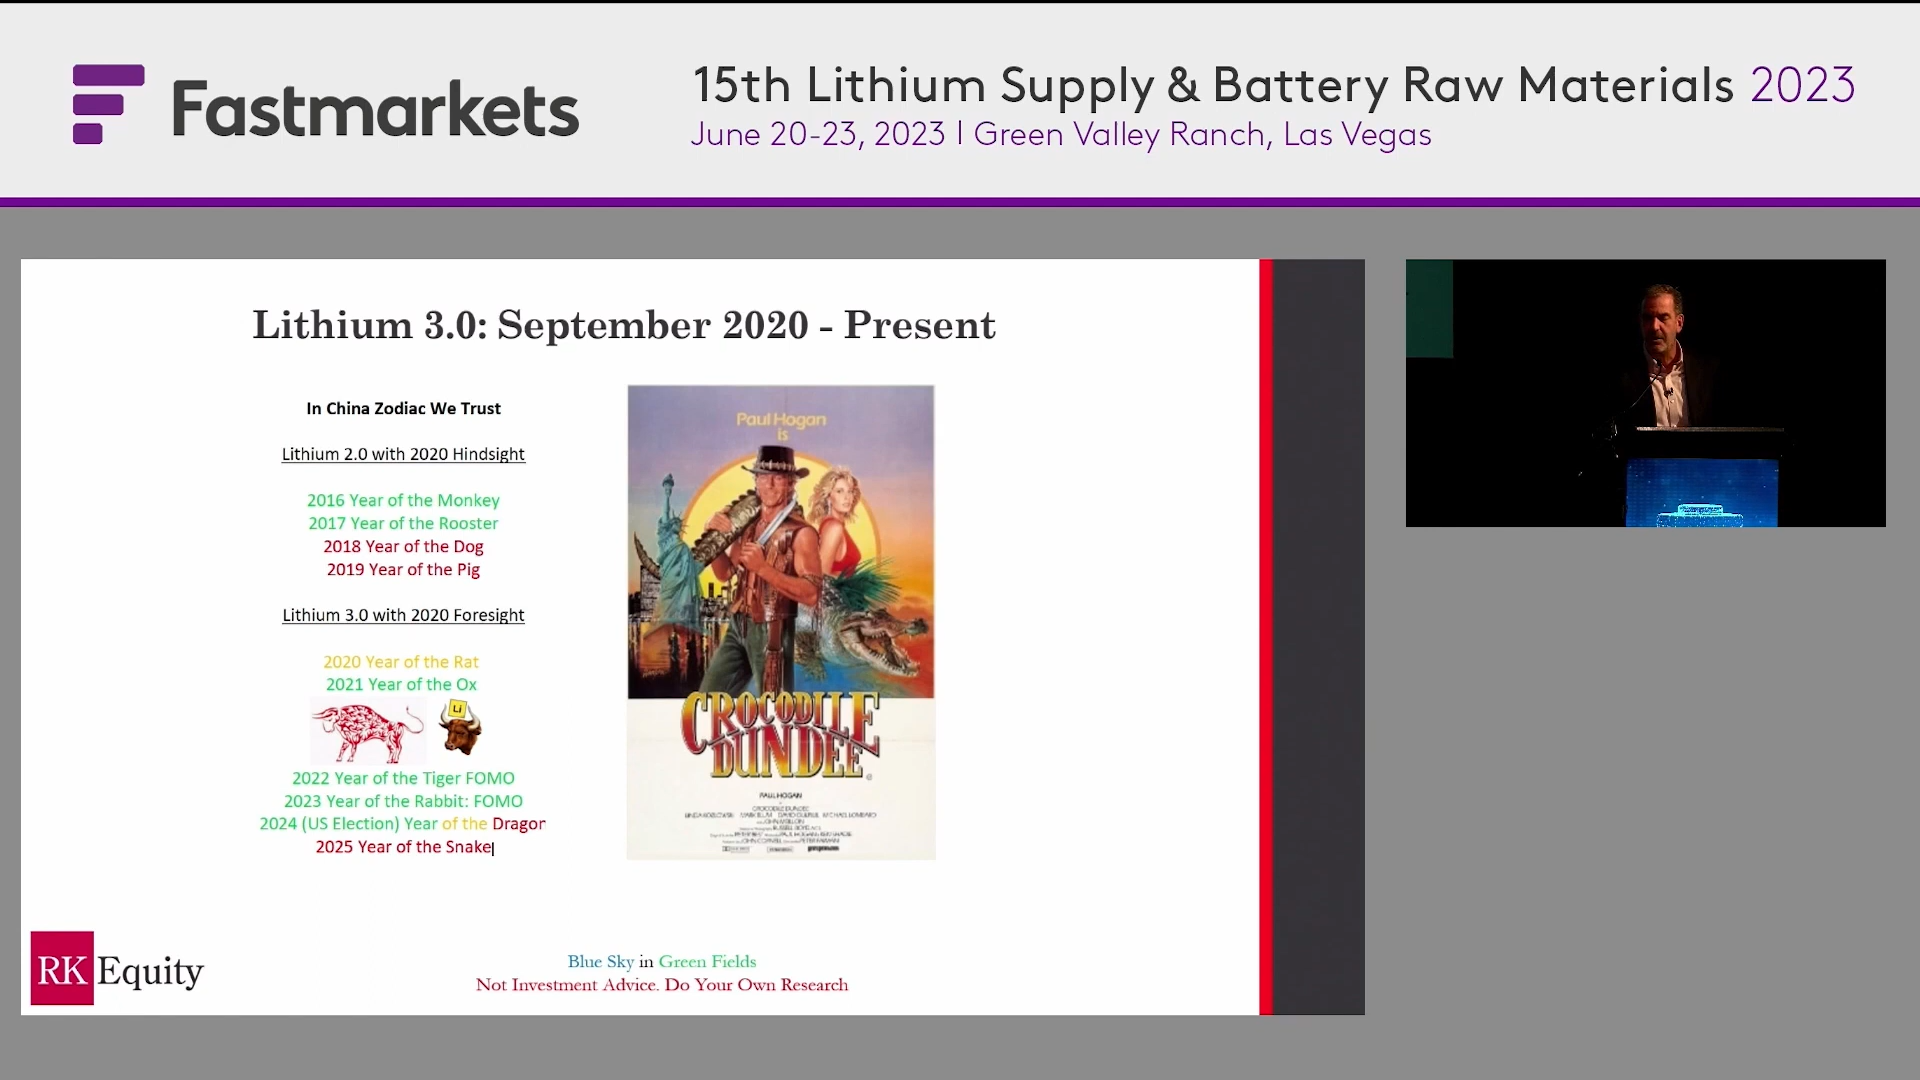 Fastmarkets
15th Lithium Supply & Battery Raw Materials 2023
June 20-23, 2023 | Green Valley Ranch, Las Vegas
Lithium 3.0: September 2020 - Present
In China Zodiac We Trust
Lithium 2.0 with 2020 Hindsight
2016 Year of the Monkey
2017 Year of the Rooster
2018 Year of the Dog
2019 Year of the Pig
Lithium 3.0 with 2020 Foresight
2020 Year of the Rat
2021 Year of the Ox
Li
2022 Year of the Tiger FOMO
2023 Year of the Rabbit: FOMO
2024 (US Election) Year of the Dragon
2025 Year of the Snake
Paul Hogan
is
CROCODILE
DUNDEE
PAUL HOGAN
RK Equity
Blue Sky in Green Fields
Not Investment Advice. Do Your Own Research